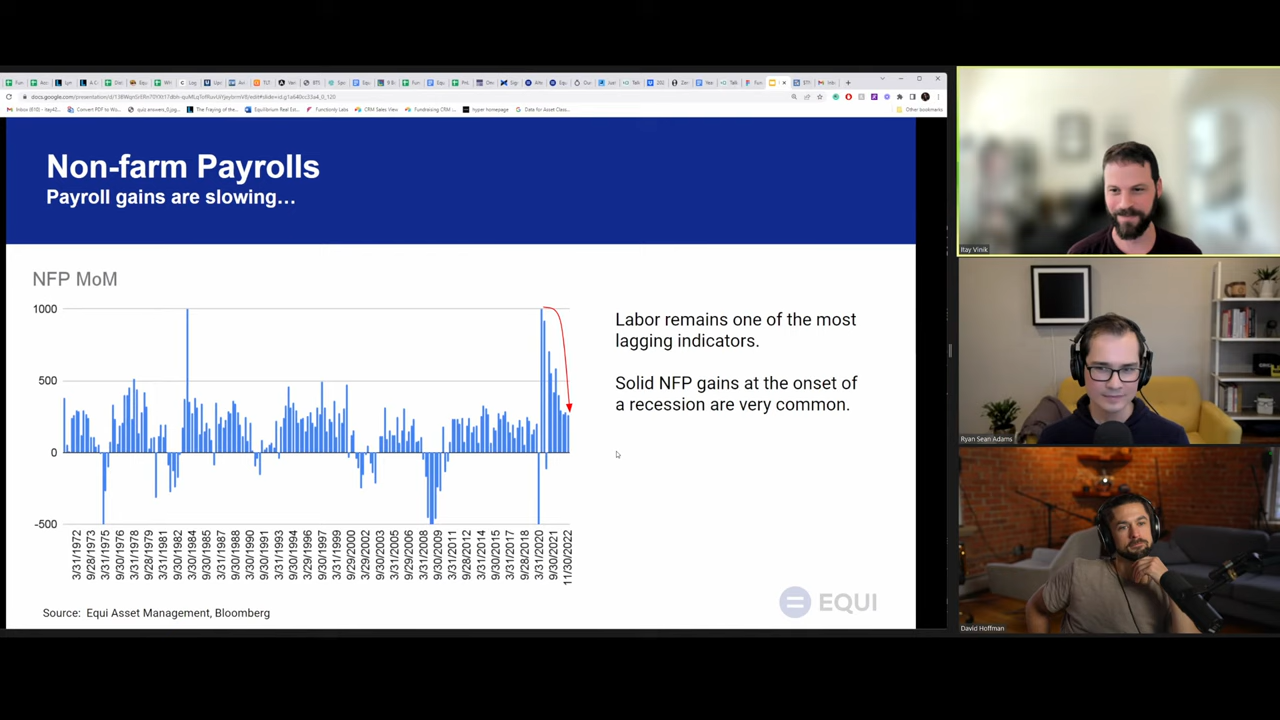 docs.google.com/presentation/d/
Other bookmarks
Non-farm Payrolls
Payroll gains are slowing…
NFP MoM
1000
500
0
-500
3/31/1972
9/28/1973
3/31/1975
9/30/1976
3/31/1978
9/28/1979
3/31/1981
9/30/1982
3/30/1984
9/30/1985
3/31/1987
9/30/1988
3/30/1990
9/30/1991
3/31/1993
9/30/1994
3/29/1996
9/30/1997
3/31/1999
9/29/2000
3/29/2002
9/30/2003
3/31/2005
9/29/2006
3/31/2008
9/30/2009
3/31/2011
9/28/2012
3/31/2014
9/30/2015
3/31/2017
9/28/2018
3/31/2020
9/30/2021
11/30/2022
Labor remains one of the most
lagging indicators.
Solid NFP gains at the onset of
a recession are very common.
Source: Equi Asset Management, Bloomberg
EQUI
Itay Vinik
Ryan Sean Adams
David Hoffman